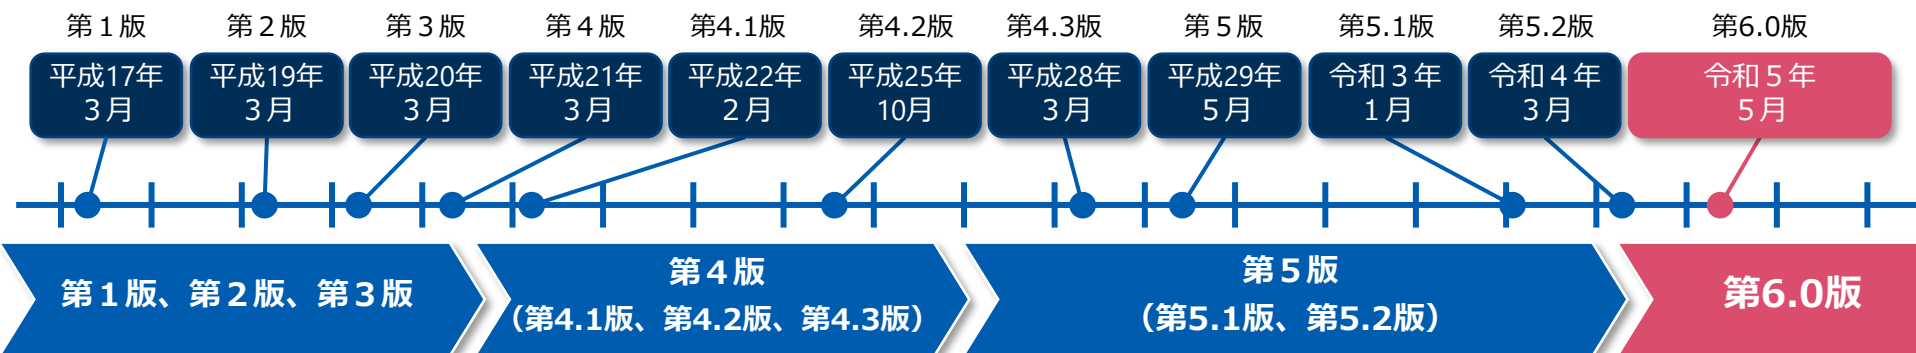 第１版
第２版
第３版
第４版
第4.1版
第4.2版
第4.3版
第５版
第5.1版
第5.2版
第6.0版
平成17年
３月
平成19年
３月
平成20年
３月
平成21年
３月
平成22年
２月
平成25年
10月
平成28年
３月
平成29年
５月
令和３年
１月
令和４年
３月
令和５年
５月
第１版、第２版、第３版
第４版
（第4.1版、第4.2版、第4.3版）
第５版
（第5.1版、第5.2版）
第6.0版